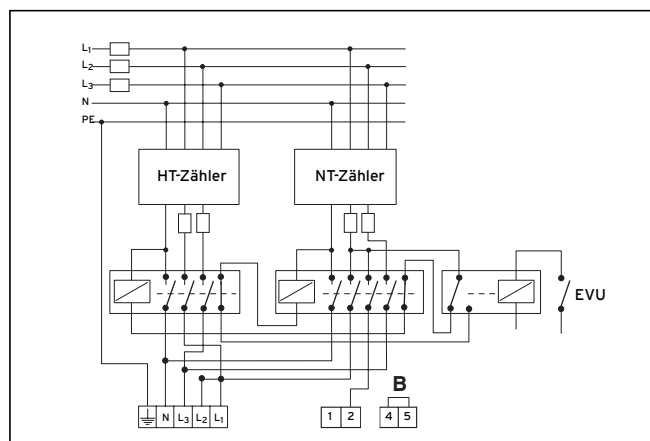 L1
L2
L3
N
PE
HT-Zähler
NT-Zähler
EVU
B
N L3 L2 L1
1 2
4 5